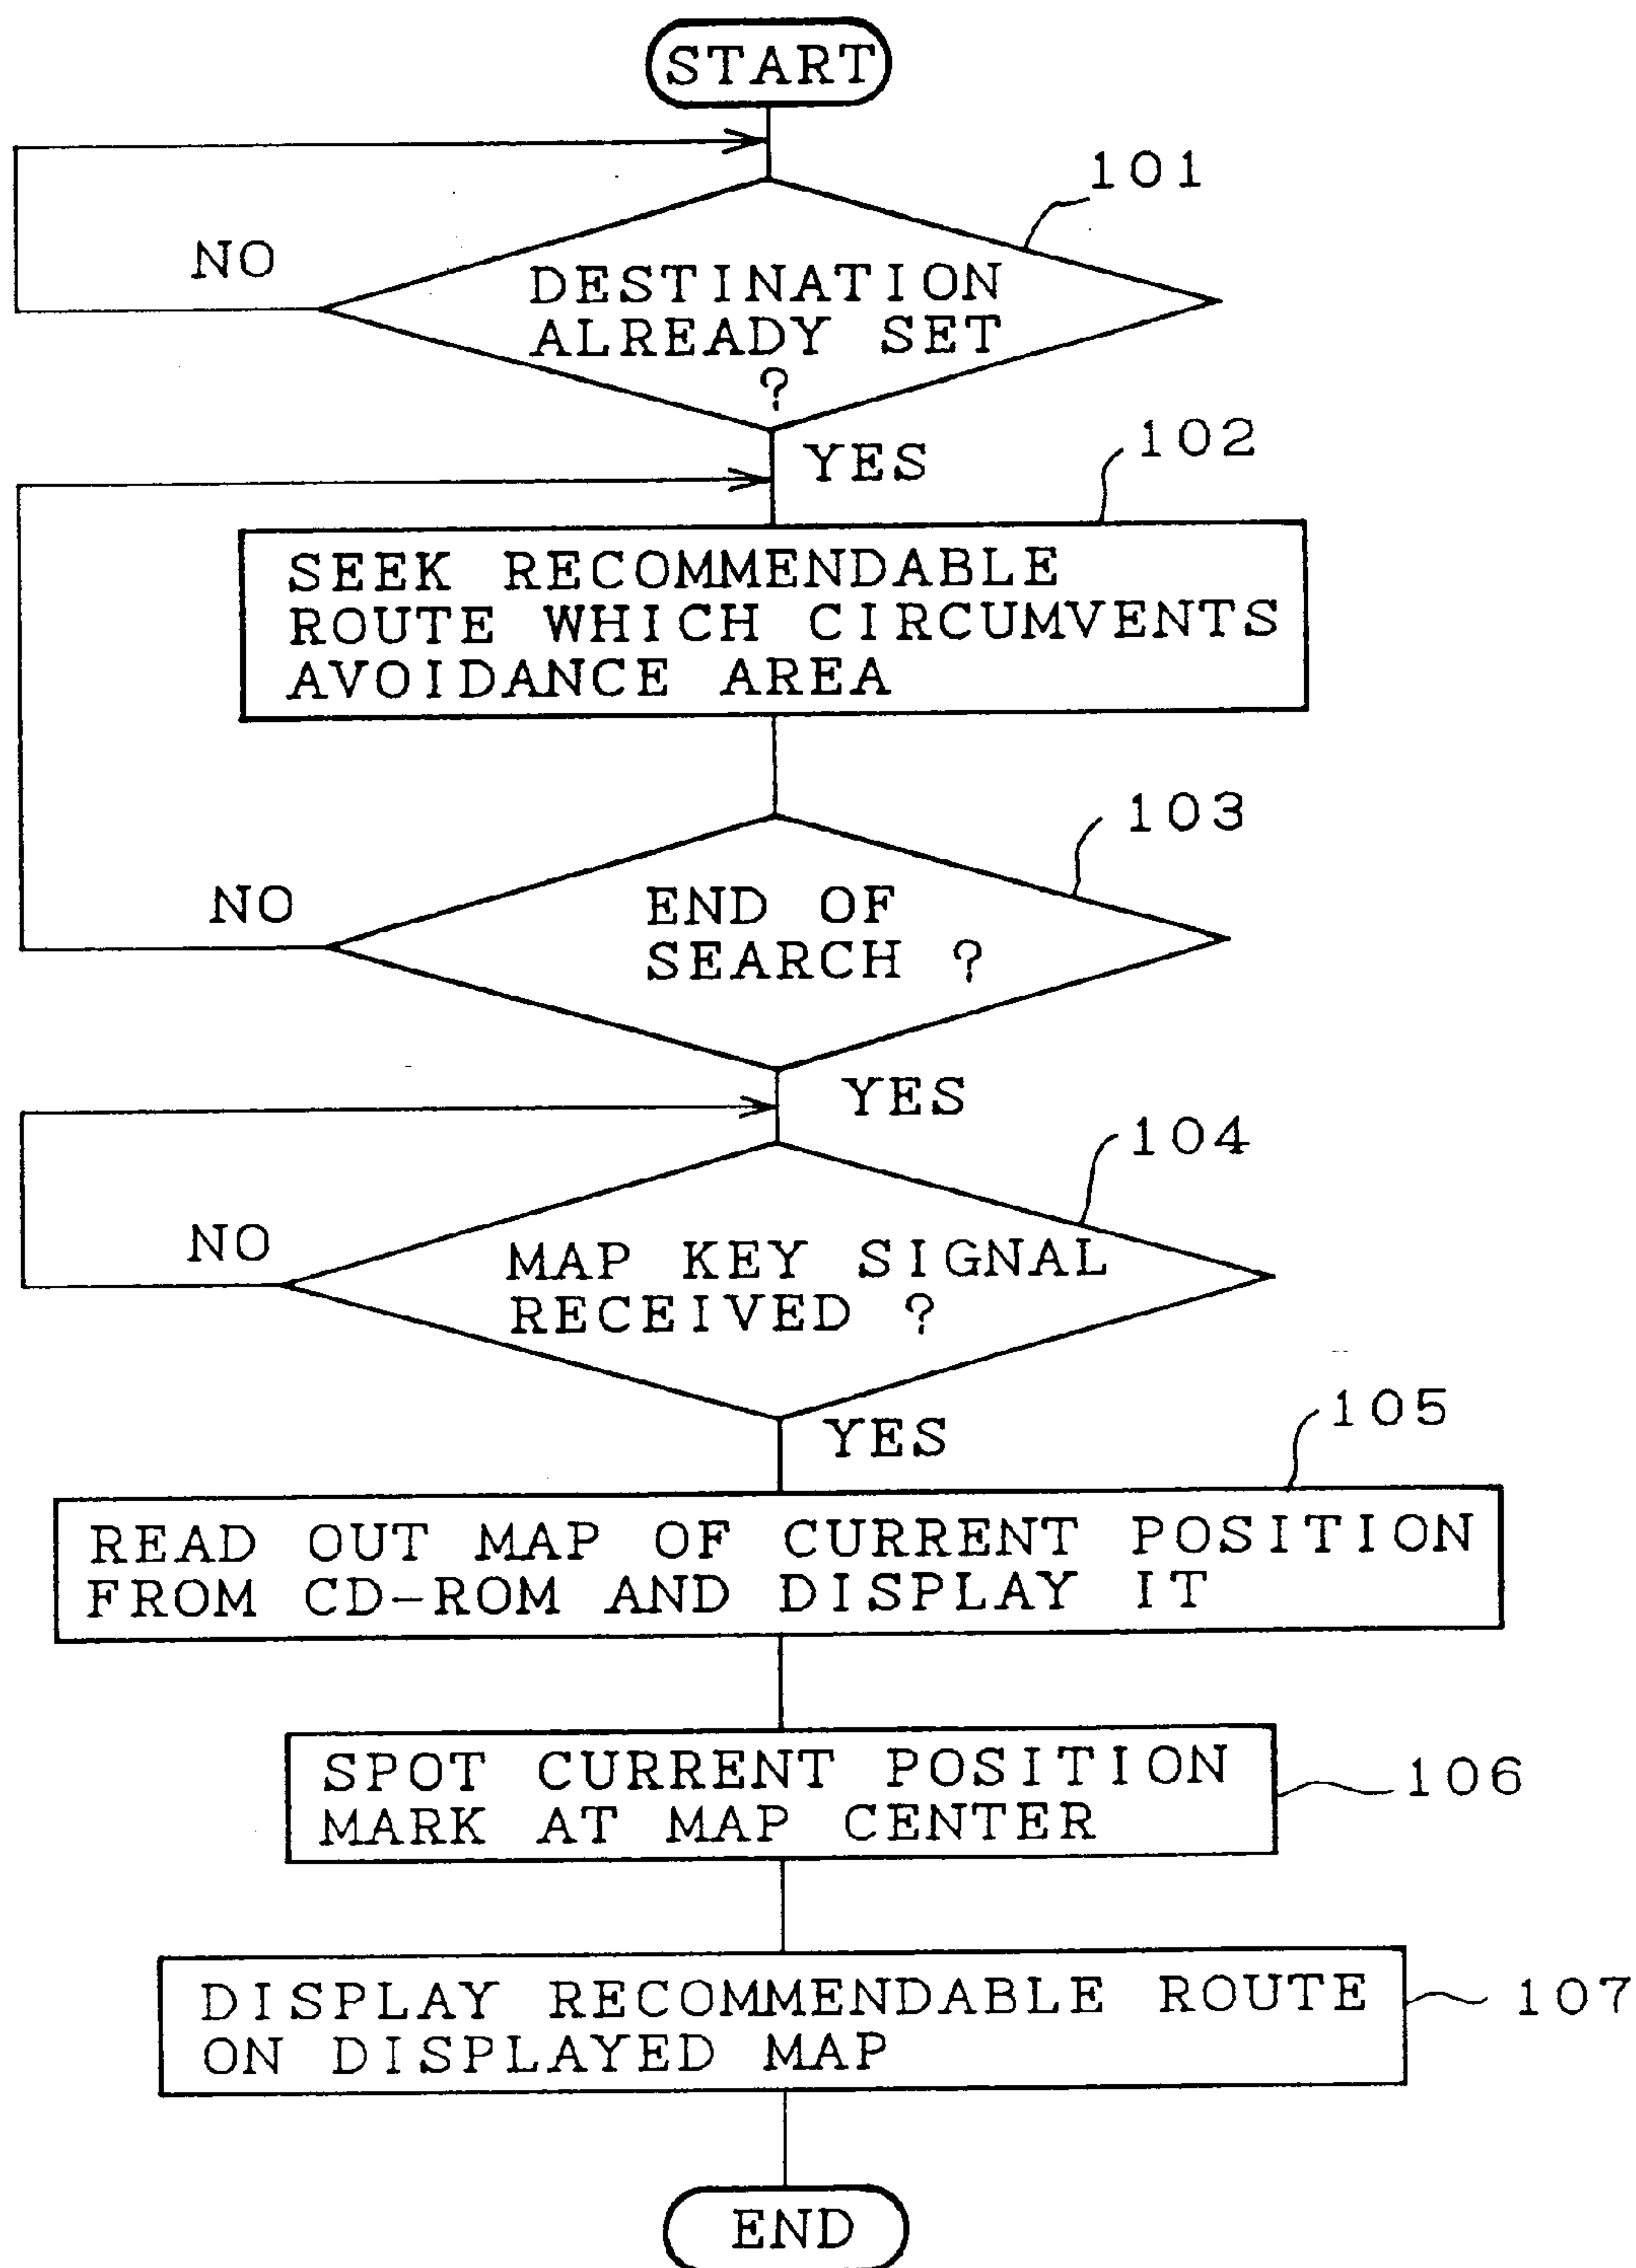 START
101
NO
DESTINATION
ALREADY SET
?
YES
102
SEEK RECOMMENDABLE
ROUTE WHICH CIRCUMVENTS
AVOIDANCE AREA
103
NO
END OF
SEARCH ?
YES
104
NO
MAP KEY SIGNAL
RECEIVED ?
YES
105
READ OUT MAP OF CURRENT POSITION
FROM CD-ROM AND DISPLAY IT
SPOT CURRENT POSITION
MARK AT MAP CENTER
106
DISPLAY RECOMMENDABLE ROUTE
ON DISPLAYED MAP
107
END